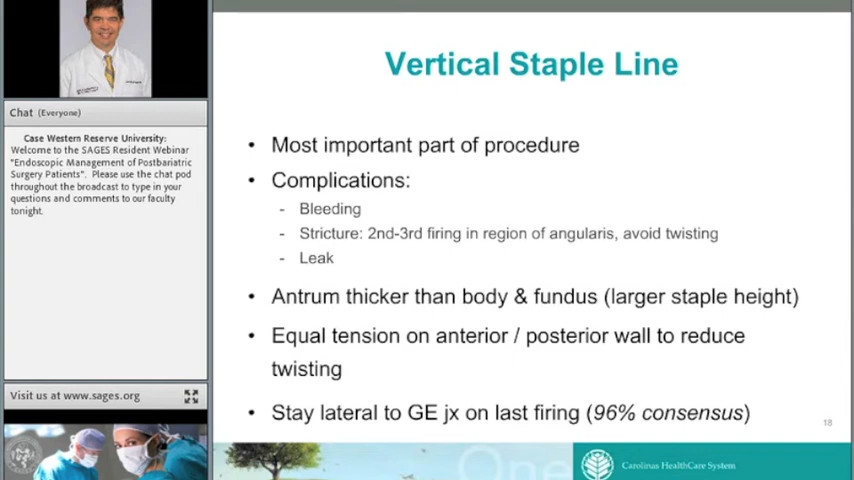 Vertical Staple Line
• Most important part of procedure
• Complications:
- Bleeding
- Stricture: 2nd-3rd firing in region of angularis, avoid twisting
- Leak
• Antrum thicker than body & fundus (larger staple height)
• Equal tension on anterior / posterior wall to reduce
twisting
• Stay lateral to GE jx on last firing (96% consensus)
18
One
Carolinas HealthCare System
Chat (Everyone)
Case Western Reserve University:
Welcome to the SAGES Resident Webinar
"Endoscopic Management of Postbariatric
Surgery Patients". Please use the chat pod
throughout the broadcast to type in your
questions and comments to our faculty
tonight.
Visit us at www.sages.org